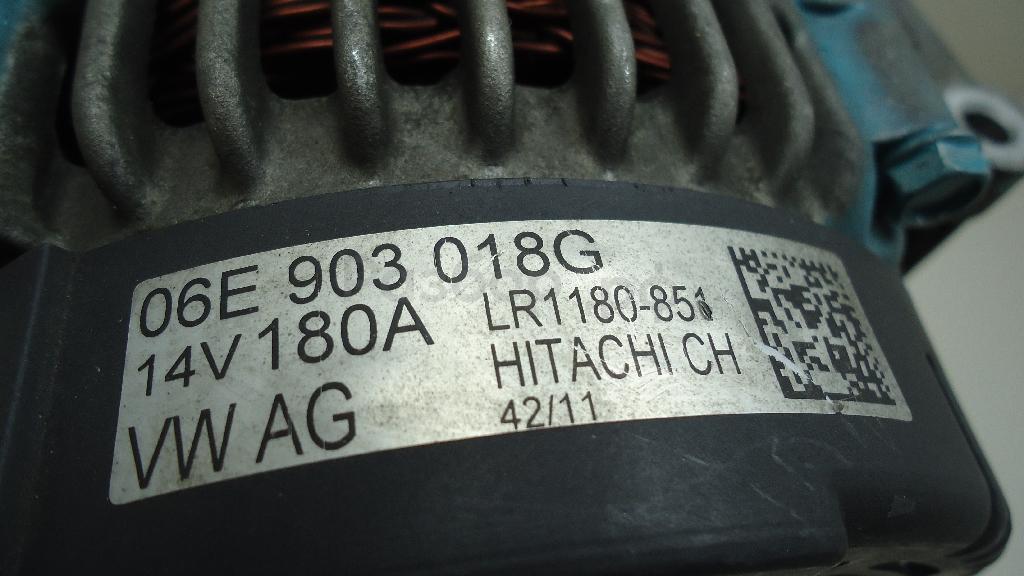 06E 903 018G
14V 180A
LR1180-851
VW AG
HITACHI CH
42/11